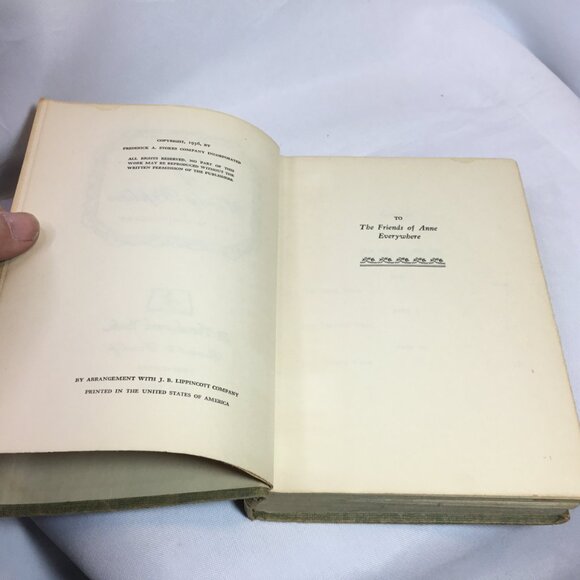 COPYRIGHT, 1936, BY
FREDERICK A. STOKES COMPANY INCORPORATED
ALL RIGHTS RESERVED, NO PART OF THIS
WORK MAY BE REPRODUCED WITHOUT THE
WRITTEN PERMISSION OF THE PUBLISHERS.
BY ARRANGEMENT WITH J. B. LIPPINCOTT COMPANY
PRINTED IN THE UNITED STATES OF AMERICA
TO
The Friends of Anne
Everywhere